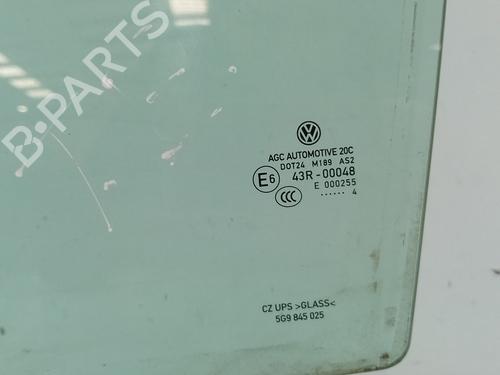 B-PARTS
VW
AGC AUTOMOTIVE 20C
DOT24 M189 AS2
E6 43R-00048
E 000255
CCC ...... 4
CZ UPS >GLASS<
5G9 845 025